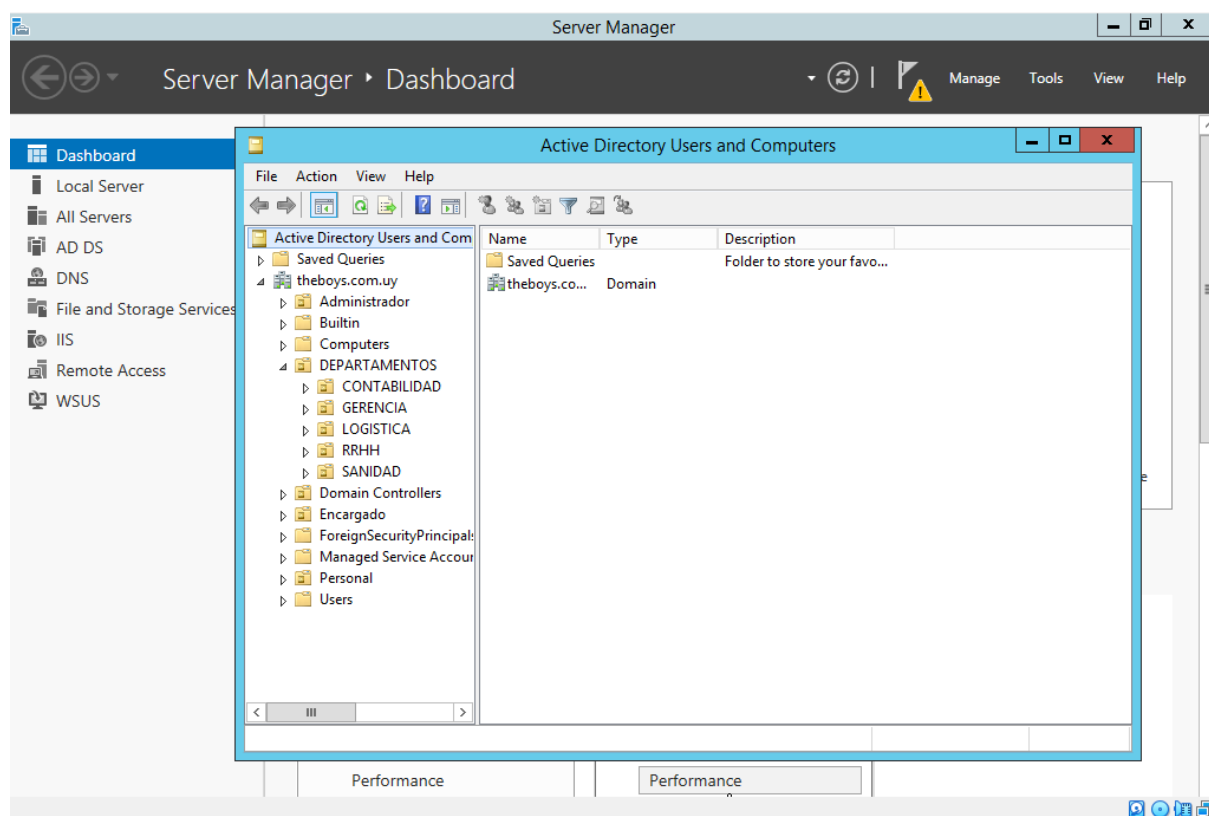 Server Manager
Server Manager • Dashboard
Manage Tools View Help
Dashboard
Local Server
All Servers
AD DS
DNS
File and Storage Services
IIS
Remote Access
WSUS
Active Directory Users and Computers
File Action View Help
Active Directory Users and Com
Saved Queries
theboys.com.uy
Administrador
Builtin
Computers
DEPARTAMENTOS
CONTABILIDAD
GERENCIA
LOGISTICA
RRHH
SANIDAD
Domain Controllers
Encargado
ForeignSecurityPrincipals
Managed Service Accour
Personal
Users
Name Type Description
Saved Queries Folder to store your favo...
theboys.co... Domain
Performance Performance